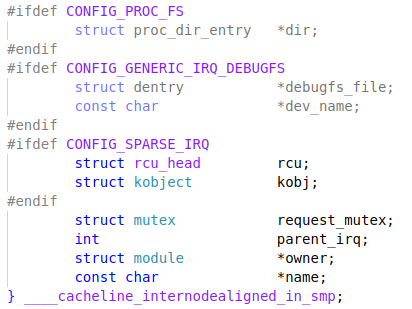 #ifdef CONFIG_PROC_FS
struct proc_dir_entry *dir;
#endif
#ifdef CONFIG_GENERIC_IRQ_DEBUGFS
struct dentry *debugfs_file;
const char *dev_name;
#endif
#ifdef CONFIG_SPARSE_IRQ
struct rcu_head rcu;
struct kobject kobj;
#endif
struct mutex request_mutex;
int parent_irq;
struct module *owner;
const char *name;
} ____cacheline_internodealigned_in_smp;